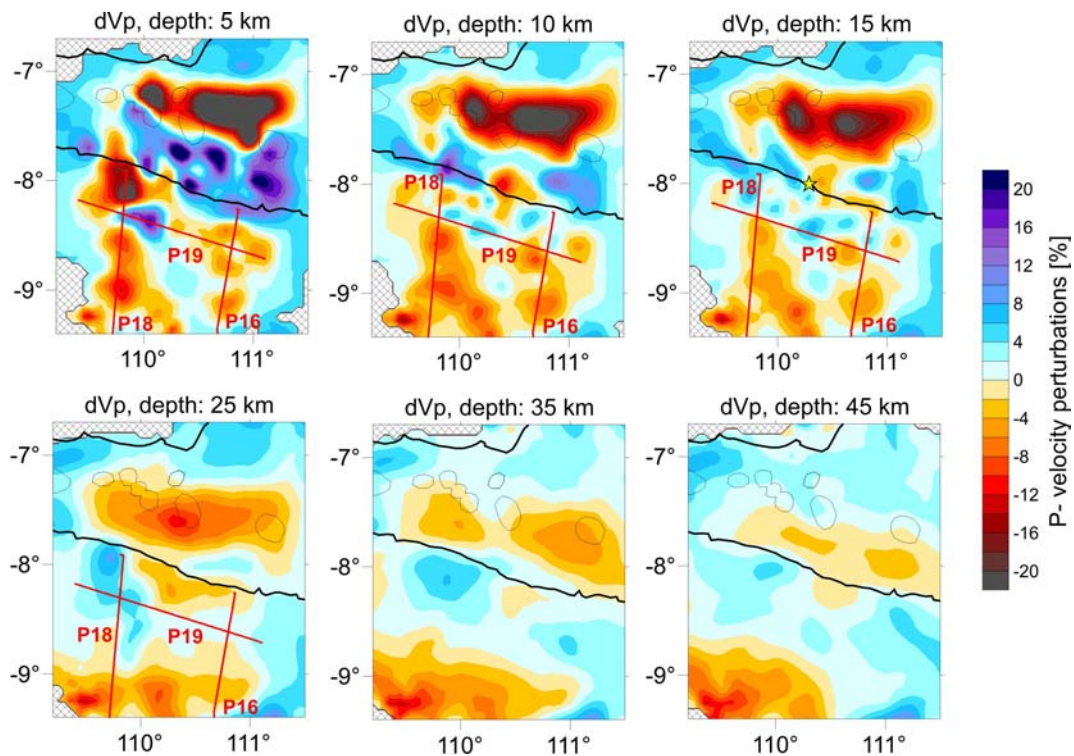 dVp, depth: 5 km
dVp, depth: 10 km
dVp, depth: 15 km
-7°
-8°
-9°
P18
P19
P16
110°
111°
-7°
-8°
-9°
P18
P19
P16
110°
111°
-7°
-8°
-9°
P18
P19
P16
110°
111°
dVp, depth: 25 km
dVp, depth: 35 km
dVp, depth: 45 km
-7°
-8°
-9°
P18
P19
P16
110°
111°
-7°
-8°
-9°
110°
111°
-7°
-8°
-9°
110°
111°
20
16
12
8
4
0
-4
-8
-12
-16
-20
P- velocity perturbations [%]